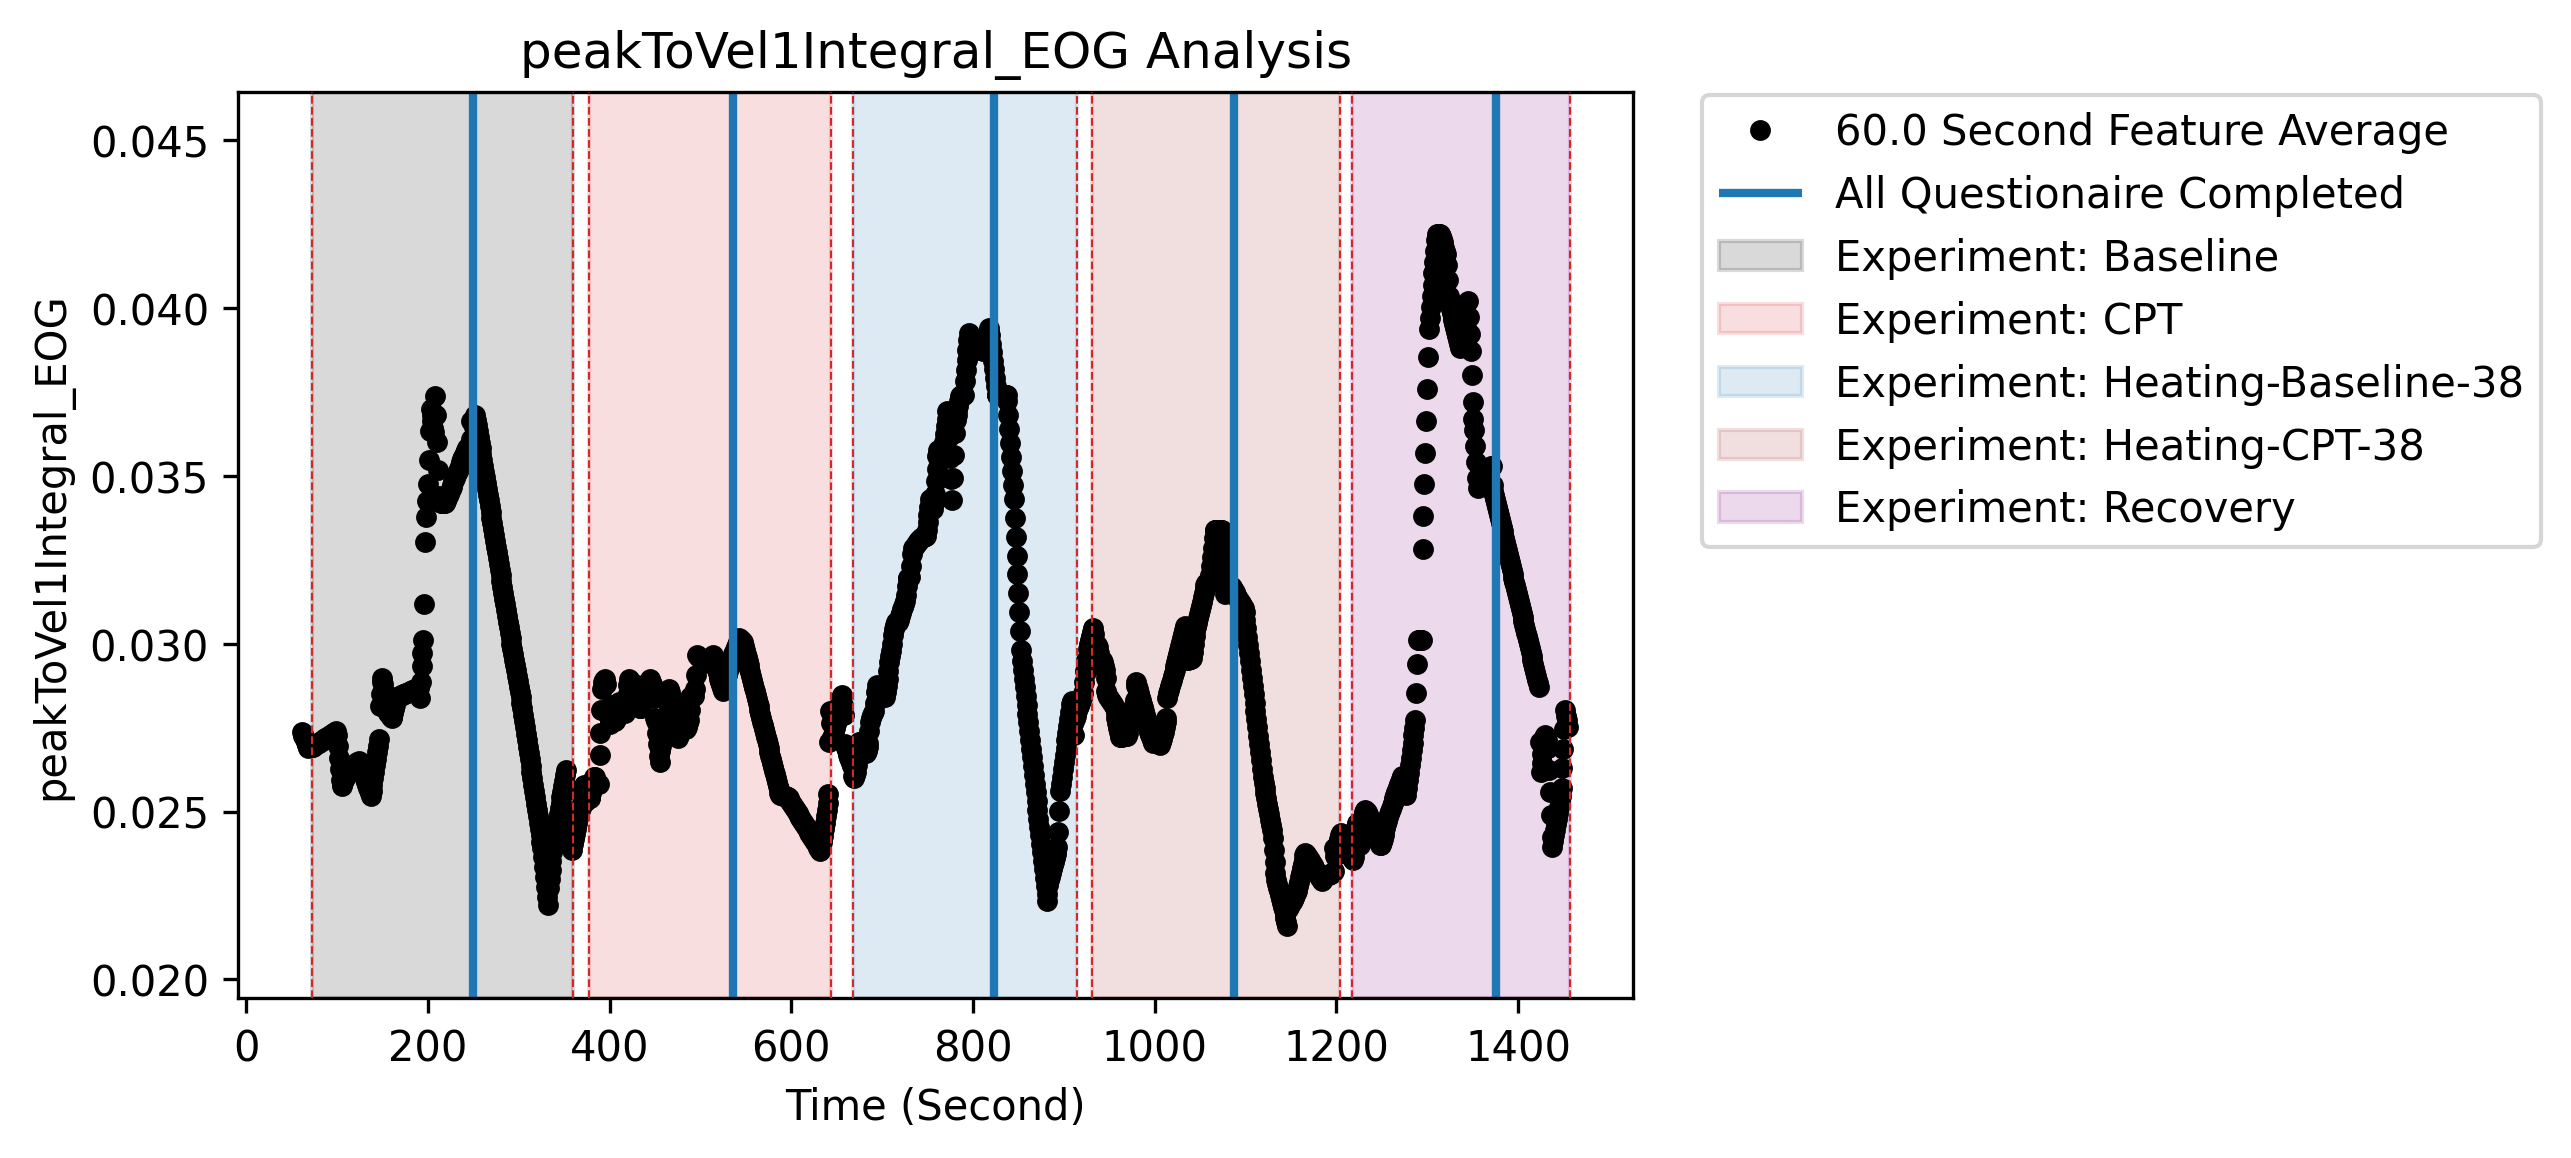 peakToVel1Integral_EOG Analysis
peakToVel1Integral_EOG
0.045
0.040
0.035
0.030
0.025
0.020
0
200
400
600
800
1000
1200
1400
Time (Second)
60.0 Second Feature Average
All Questionaire Completed
Experiment: Baseline
Experiment: CPT
Experiment: Heating-Baseline-38
Experiment: Heating-CPT-38
Experiment: Recovery